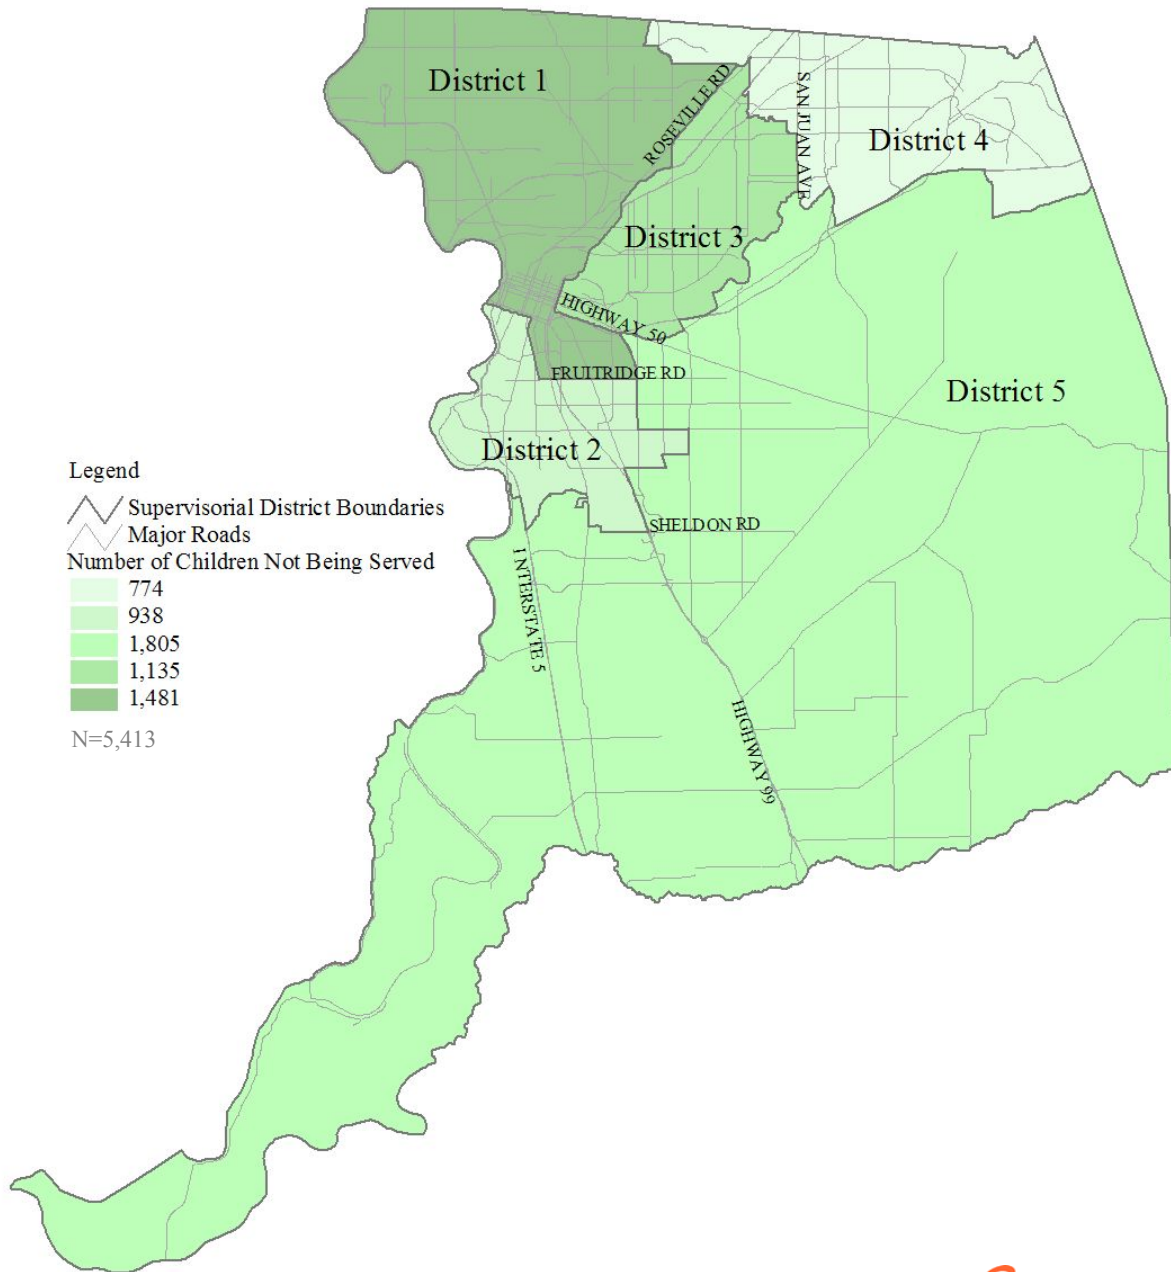 District 1
ROSEVILLE RD
SAN JUAN AVE
District 4
District 3
HIGHWAY 50
FRUITRIDGE RD
District 5
District 2
SHELDON RD
INTERSTATE 5
HIGHWAY 99
Legend
Supervisorial District Boundaries
Major Roads
Number of Children Not Being Served
774
938
1,805
1,135
1,481
N=5,413